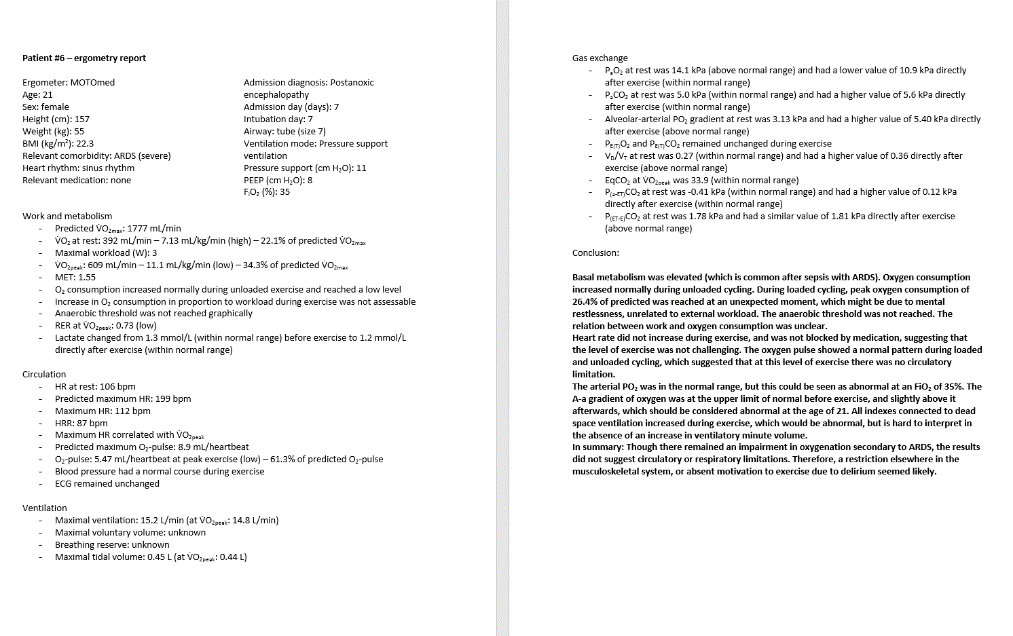 Patient #6 – ergometry report
Ergometer: MOTOmed
Age: 21
Sex: female
Height (cm): 157
Weight (kg): 55
BMI (kg/m²): 22.3
Relevant comorbidity: ARDS (severe)
Heart rhythm: sinus rhythm
Relevant medication: none
Admission diagnosis: Postanoxic
encephalopathy
Admission day (days): 7
Intubation day: 7
Airway: tube (size 7)
Ventilation mode: Pressure support
ventilation
Pressure support (cm H₂O): 11
PEEP (cm H₂O): 8
FᵢO₂ (%): 35
Work and metabolism
- Predicted V̇O₂max: 1777 mL/min
- V̇O₂ at rest: 392 mL/min – 7.13 mL/kg/min (high) – 22.1% of predicted V̇O₂max
- Maximal workload (W): 3
- V̇O₂peak: 609 mL/min – 11.1 mL/kg/min (low) – 34.3% of predicted V̇O₂max
- MET: 1.55
- O₂ consumption increased normally during unloaded exercise and reached a low level
- Increase in O₂ consumption in proportion to workload during exercise was not assessable
- Anaerobic threshold was not reached graphically
- RER at V̇O₂peak: 0.73 (low)
- Lactate changed from 1.3 mmol/L (within normal range) before exercise to 1.2 mmol/L
directly after exercise (within normal range)
Circulation
- HR at rest: 106 bpm
- Predicted maximum HR: 199 bpm
- Maximum HR: 112 bpm
- HRR: 87 bpm
- Maximum HR correlated with V̇O₂peak
- Predicted maximum O₂-pulse: 8.9 mL/heartbeat
- O₂-pulse: 5.47 mL/heartbeat at peak exercise (low) – 61.3% of predicted O₂-pulse
- Blood pressure had a normal course during exercise
- ECG remained unchanged
Ventilation
- Maximal ventilation: 15.2 L/min (at V̇O₂peak: 14.8 L/min)
- Maximal voluntary volume: unknown
- Breathing reserve: unknown
- Maximal tidal volume: 0.45 L (at V̇O₂peak: 0.44 L)
Gas exchange
- PₐO₂ at rest was 14.1 kPa (above normal range) and had a lower value of 10.9 kPa directly
after exercise (within normal range)
- PₐCO₂ at rest was 5.0 kPa (within normal range) and had a higher value of 5.6 kPa directly
after exercise (within normal range)
- Alveolar-arterial PO₂ gradient at rest was 3.13 kPa and had a higher value of 5.40 kPa directly
after exercise (above normal range)
- PE(T)O₂ and PE(T)CO₂ remained unchanged during exercise
- VD/VT at rest was 0.27 (within normal range) and had a higher value of 0.36 directly after
exercise (above normal range)
- EqCO₂ at V̇O₂peak was 33.9 (within normal range)
- P(a-ET)CO₂ at rest was -0.41 kPa (within normal range) and had a higher value of 0.12 kPa
directly after exercise (within normal range)
- P(ET-E)CO₂ at rest was 1.78 kPa and had a similar value of 1.81 kPa directly after exercise
(above normal range)
Conclusion:
Basal metabolism was elevated (which is common after sepsis with ARDS). Oxygen consumption
increased normally during unloaded cycling. During loaded cycling, peak oxygen consumption of
26.4% of predicted was reached at an unexpected moment, which might be due to mental
restlessness, unrelated to external workload. The anaerobic threshold was not reached. The
relation between work and oxygen consumption was unclear.
Heart rate did not increase during exercise, and was not blocked by medication, suggesting that
the level of exercise was not challenging. The oxygen pulse showed a normal pattern during loaded
and unloaded cycling, which suggested that at this level of exercise there was no circulatory
limitation.
The arterial PO₂ was in the normal range, but this could be seen as abnormal at an FiO₂ of 35%. The
A-a gradient of oxygen was at the upper limit of normal before exercise, and slightly above it
afterwards, which should be considered abnormal at the age of 21. All indexes connected to dead
space ventilation increased during exercise, which would be abnormal, but is hard to interpret in
the absence of an increase in ventilatory minute volume.
In summary: Though there remained an impairment in oxygenation secondary to ARDS, the results
did not suggest circulatory or respiratory limitations. Therefore, a restriction elsewhere in the
musculoskeletal system, or absent motivation to exercise due to delirium seemed likely.